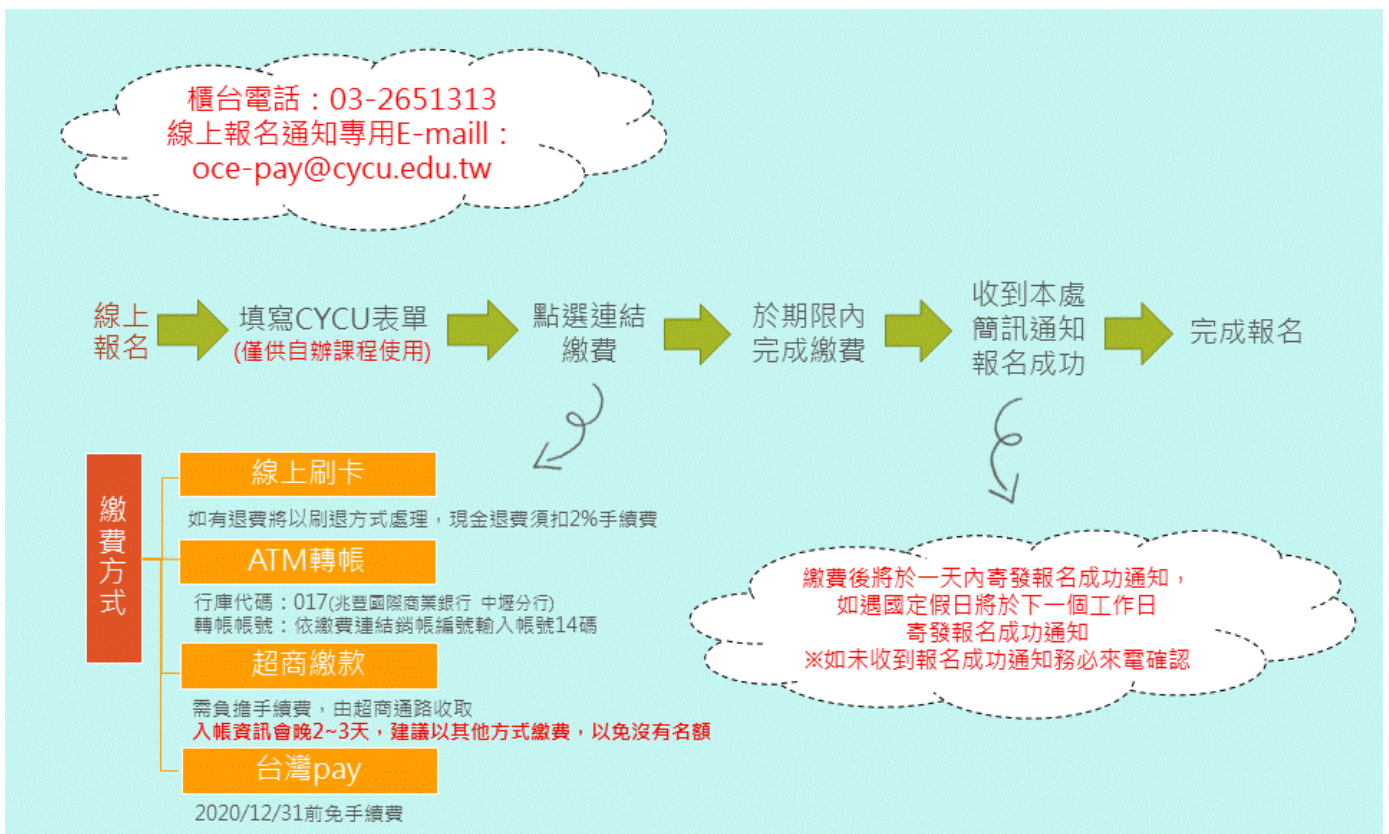 櫃台電話：03-2651313
線上報名通知專用E-maill：
oce-pay@cycu.edu.tw
線上
報名
填寫CYCU表單
(僅供自辦課程使用)
點選連結
繳費
於期限內
完成繳費
收到本處
簡訊通知
報名成功
完成報名
繳費方式
線上刷卡
如有退費將以刷退方式處理，現金退費須扣2%手續費
ATM轉帳
行庫代碼：017(兆豐國際商業銀行 中壢分行)
轉帳帳號：依繳費連結銷帳編號輸入帳號14碼
超商繳款
需負擔手續費，由超商通路收取
入帳資訊會晚2~3天，建議以其他方式繳費，以免沒有名額
台灣pay
2020/12/31前免手續費
繳費後將於一天內寄發報名成功通知，
如遇國定假日將於下一個工作日
寄發報名成功通知
※如未收到報名成功通知務必來電確認